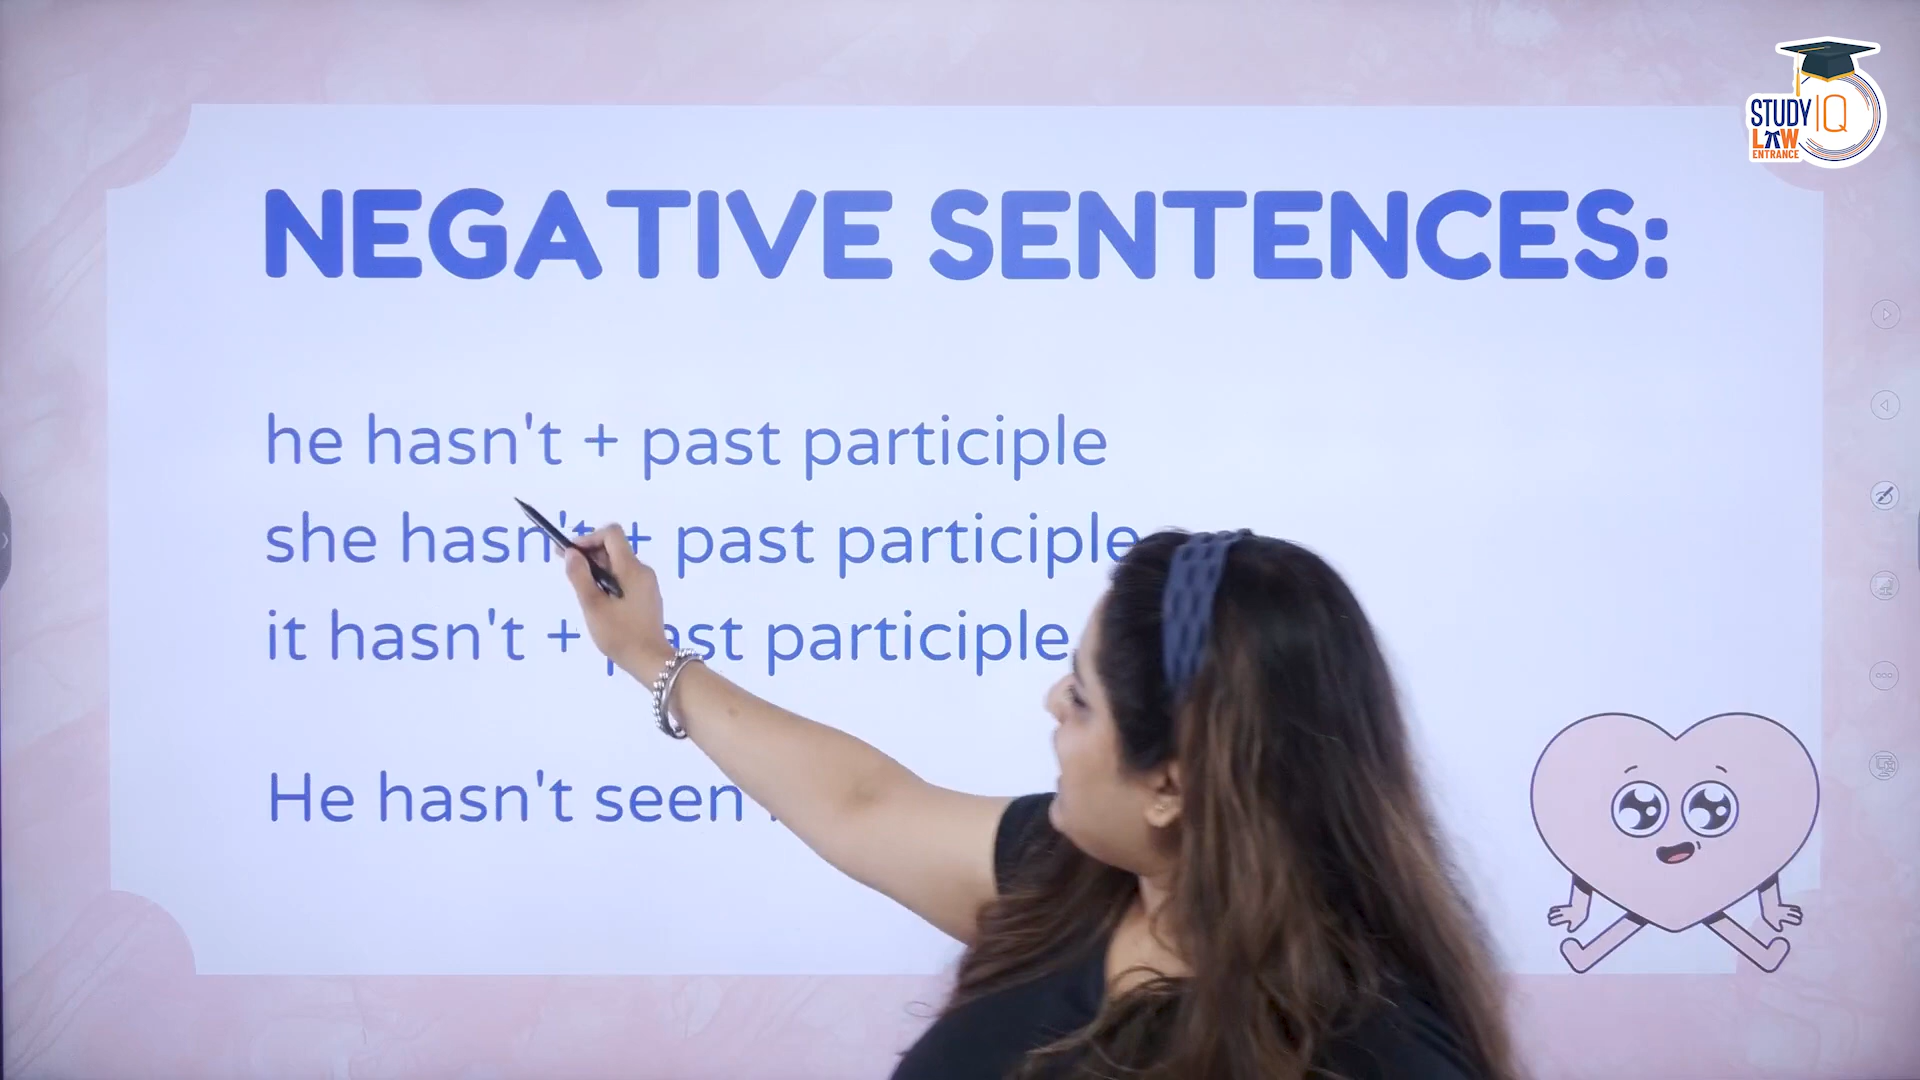 STUDY IQ
LAW
ENTRANCE
NEGATIVE SENTENCES:
he hasn't + past participle
she hasn't + past participle
it hasn't + past participle
He hasn't seen